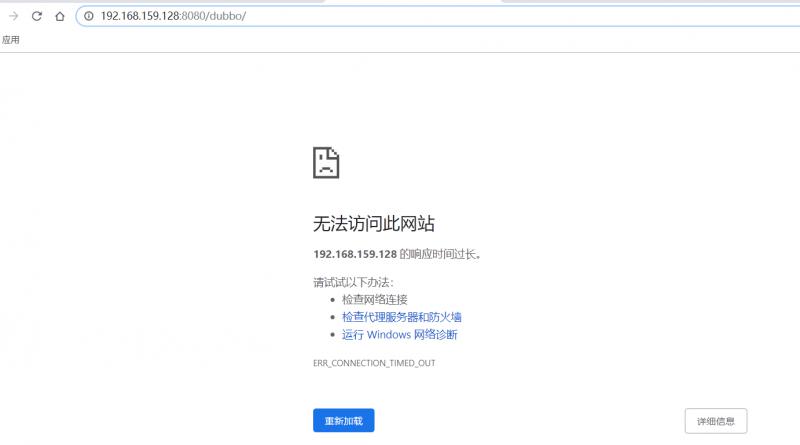 192.168.159.128:8080/dubbo/
应用
无法访问此网站
192.168.159.128 的响应时间过长。
请试试以下办法：
检查网络连接
检查代理服务器和防火墙
运行 Windows 网络诊断
ERR_CONNECTION_TIMED_OUT
重新加载
详细信息